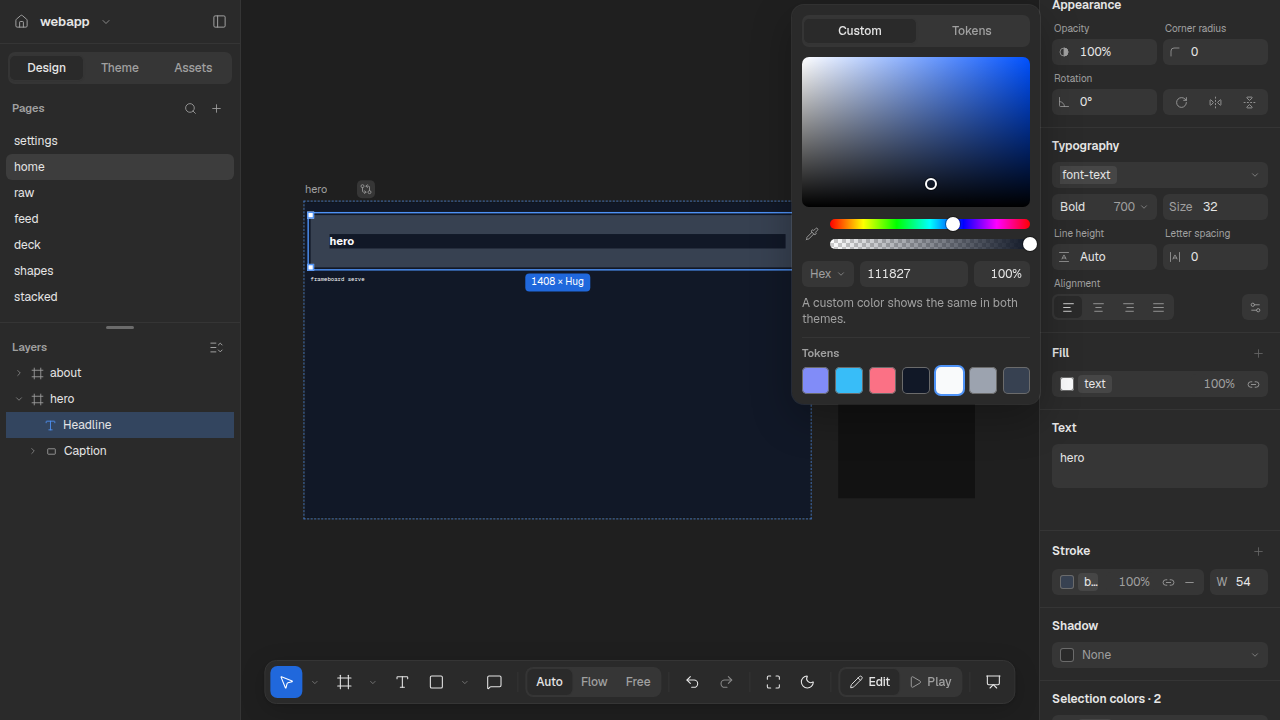 webapp
Design
Theme
Assets
Pages
settings
home
raw
feed
deck
shapes
stacked
Layers
about
hero
Headline
Caption
hero
hero
frameboard serve
1408 × Hug
Auto
Flow
Free
Edit
Play
Custom
Tokens
Hex
111827
100%
A custom color shows the same in both
themes.
Tokens
Appearance
Opacity
Corner radius
100%
0
Rotation
0°
Typography
font-text
Bold
700
Size
32
Line height
Letter spacing
Auto
0
Alignment
Fill
text
100%
Text
hero
Stroke
b...
100%
W
54
Shadow
None
Selection colors · 2